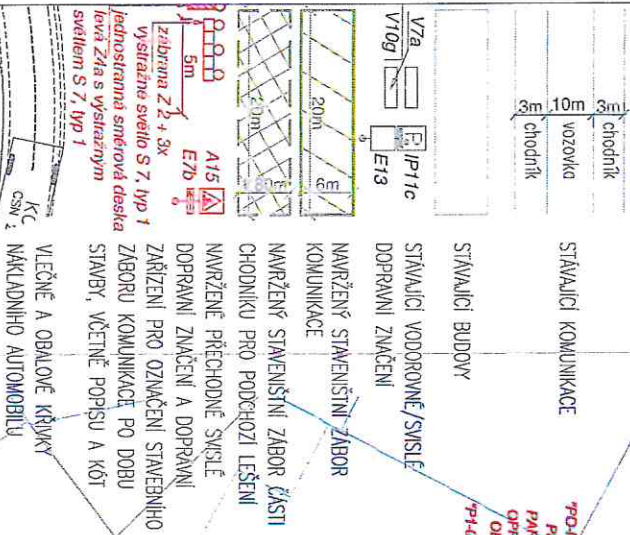 3m
chodník
10m
vozovka
3m
chodník
STÁVAJÍCÍ KOMUNIKACE
STÁVAJÍCÍ BUDOVY
V7a
V10g
IP11c
E13
STÁVAJÍCÍ VODOROVNÉ/SVISLÉ
DOPRAVNÍ ZNAČENÍ
20m
6m
NAVRŽENÝ STAVENIŠTNÍ ZÁBOR
KOMUNIKACE
20m
NAVRŽENÝ STAVENIŠTNÍ ZÁBOR ČÁSTI
CHODNÍKU PRO PODCHOZÍ LEŠENÍ
5m
A15
E7b
zábrana Z 2 + 3x
výstražné světlo S 7, typ 1
jednostranná směrová deska
levá Z4a s výstražným
světlem S 7, typ 1
NAVRŽENÉ PŘECHODNÉ SVISLÉ
DOPRAVNÍ ZNAČENÍ A DOPRAVNÍ
ZAŘÍZENÍ PRO OZNAČENÍ STAVEBNÍHO
ZÁBORU KOMUNIKACE PO DOBU
STAVBY, VČETNĚ POPISU A KÓT
KC
VLEČNÉ A OBALOVÉ KŘIVKY
NÁKLADNÍHO AUTOMOBILU